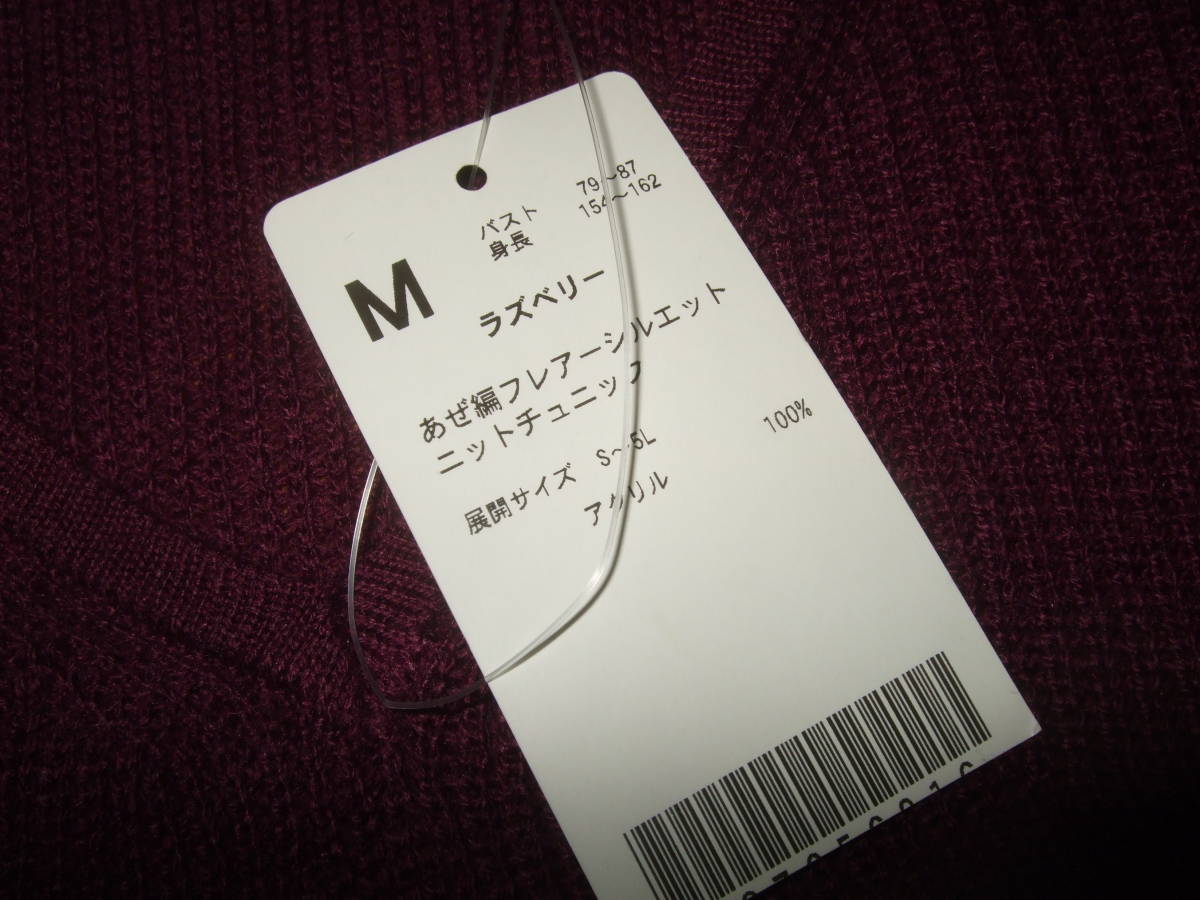 バスト 79～87
身長 154～162
M
ラズベリー
あぜ編フレアーシルエット
ニットチュニック
展開サイズ S～5L
アクリル 100%